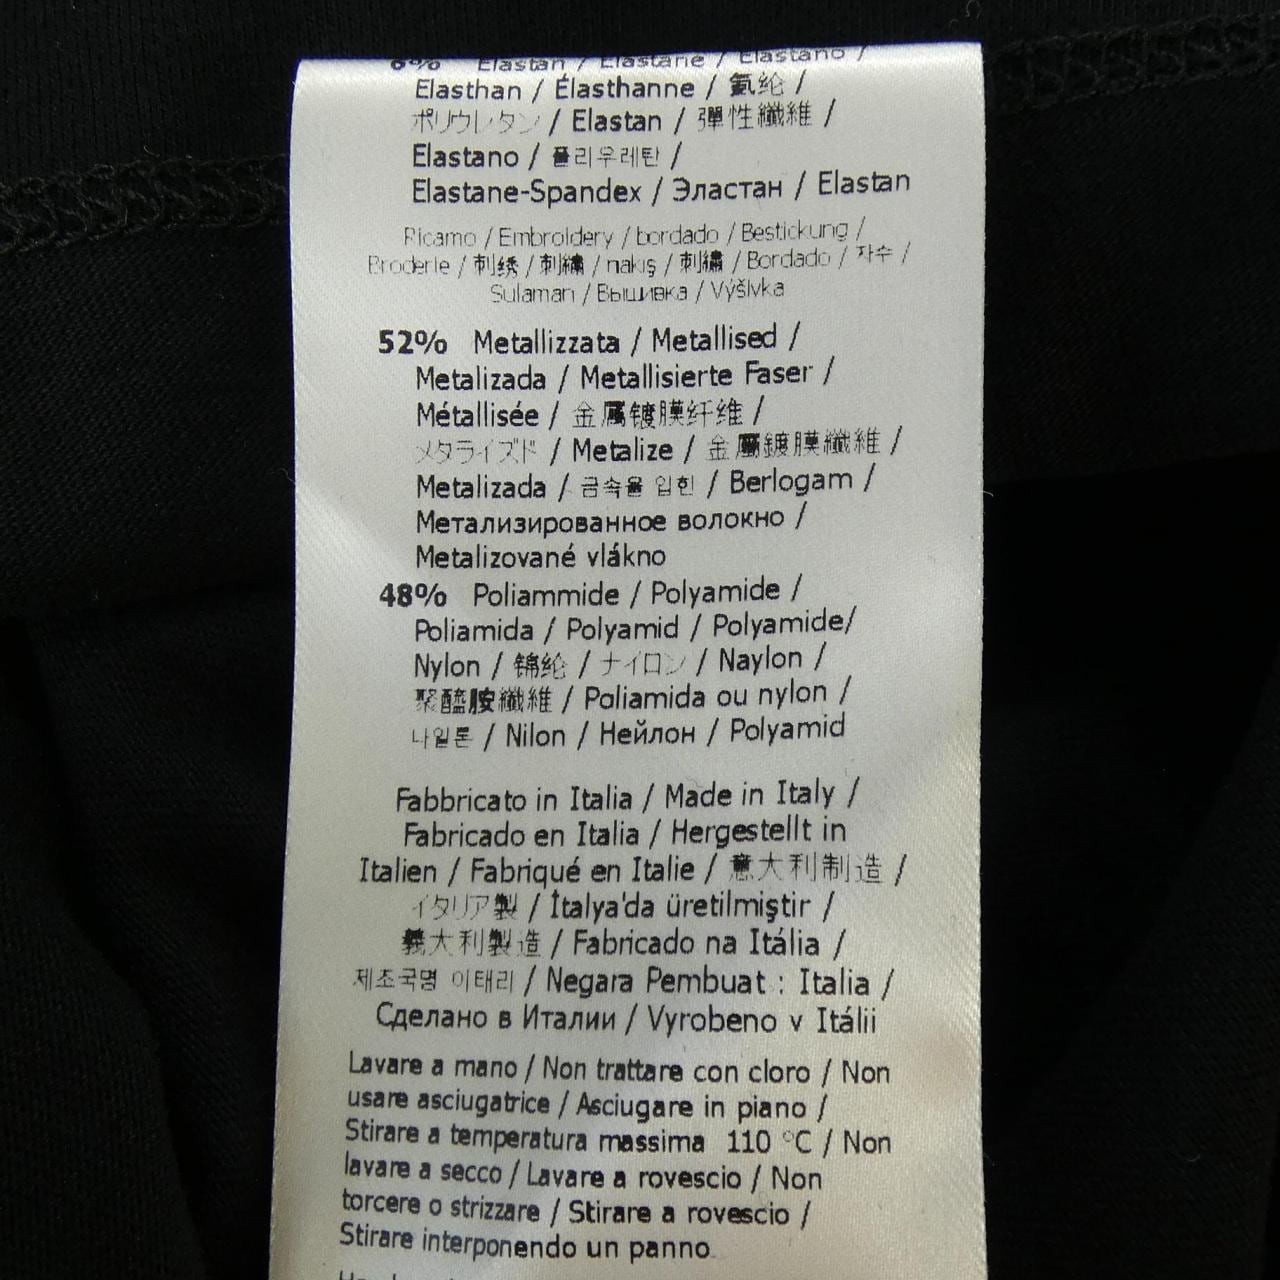 6% Elastan / Elastane / Elastano /
Elasthan / Élasthanne / 氨纶 /
ポリウレタン / Elastan / 彈性纖維 /
Elastano / 폴리우레탄 /
Elastane-Spandex / Эластан / Elastan
Ricamo / Embroidery / bordado / Bestickung /
Broderie / 刺绣 / 刺繍 / nakış / 刺繡 / Bordado / 자수 /
Sulaman / Вышивка / Výšivka
52% Metallizzata / Metallised /
Metalizada / Metallisierte Faser /
Métallisée / 金属镀膜纤维 /
メタライズド / Metalize / 金屬鍍膜纖維 /
Metalizada / 금속을 입힌 / Berlogam /
Метализированное волокно /
Metalizované vlákno
48% Poliammide / Polyamide /
Poliamida / Polyamid / Polyamide/
Nylon / 锦纶 / ナイロン / Naylon /
聚醯胺纖維 / Poliamida ou nylon /
나일론 / Nilon / Нейлон / Polyamid
Fabbricato in Italia / Made in Italy /
Fabricado en Italia / Hergestellt in
Italien / Fabriqué en Italie / 意大利制造 /
イタリア製 / İtalya'da üretilmiştir /
義大利製造 / Fabricado na Itália /
제조국명 이태리 / Negara Pembuat : Italia /
Сделано в Италии / Vyrobeno v Itálii
Lavare a mano / Non trattare con cloro / Non
usare asciugatrice / Asciugare in piano /
Stirare a temperatura massima 110 °C / Non
lavare a secco / Lavare a rovescio / Non
torcere o strizzare / Stirare a rovescio /
Stirare interponendo un panno